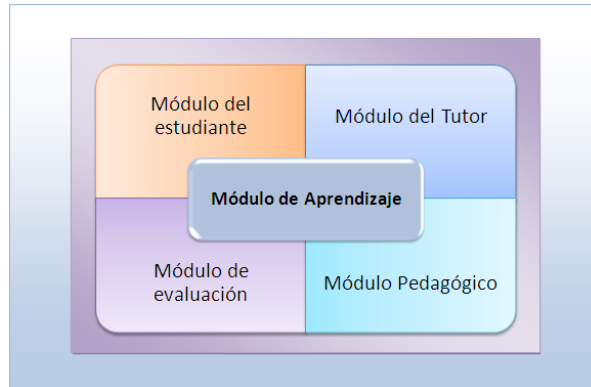 Módulo del
estudiante
Módulo del Tutor
Módulo de Aprendizaje
Módulo de
evaluación
Módulo Pedagógico